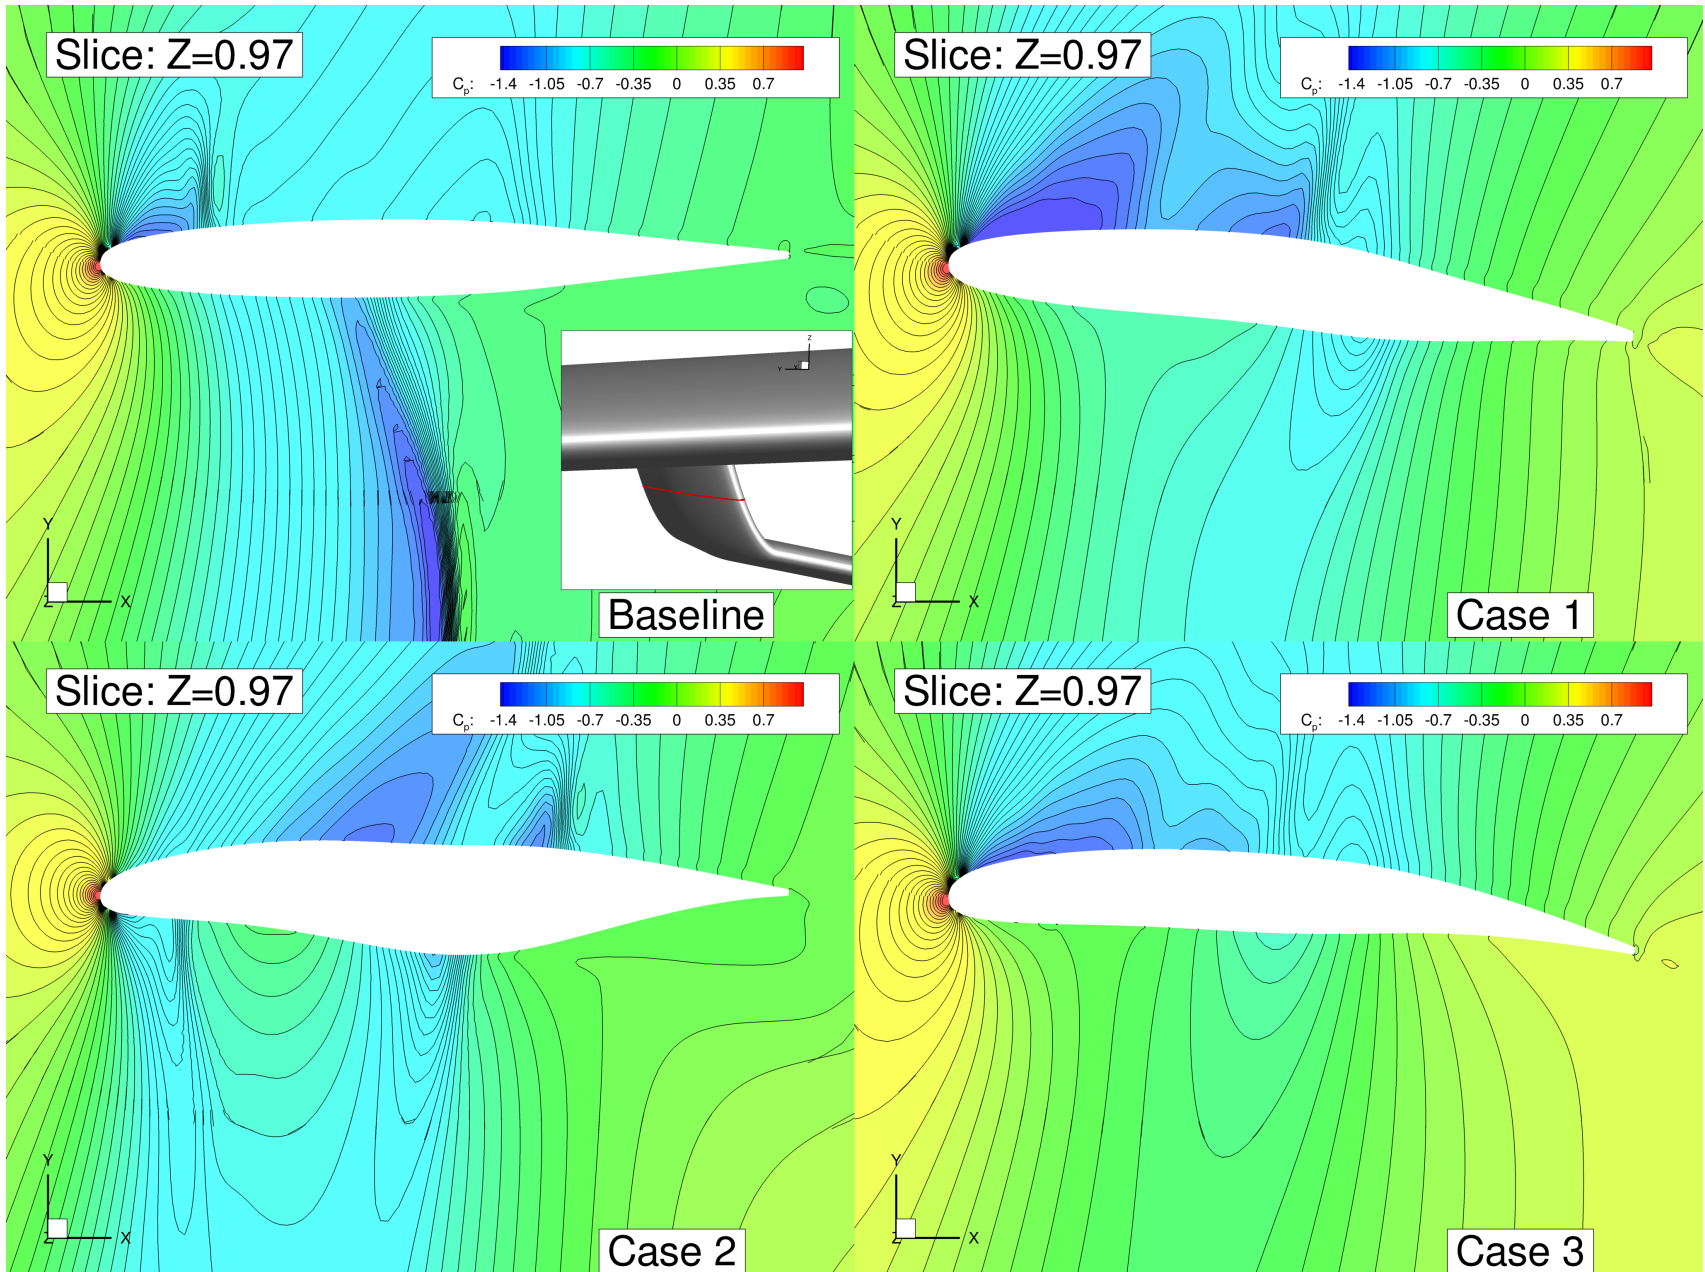 Slice: Z=0.97
Cp: -1.4 -1.05 -0.7 -0.35 0 0.35 0.7
Y
Z X
z
Y X
Baseline
Slice: Z=0.97
Cp: -1.4 -1.05 -0.7 -0.35 0 0.35 0.7
Y
Z X
Case 1
Slice: Z=0.97
Cp: -1.4 -1.05 -0.7 -0.35 0 0.35 0.7
Y
Z X
Case 2
Slice: Z=0.97
Cp: -1.4 -1.05 -0.7 -0.35 0 0.35 0.7
Y
Z X
Case 3